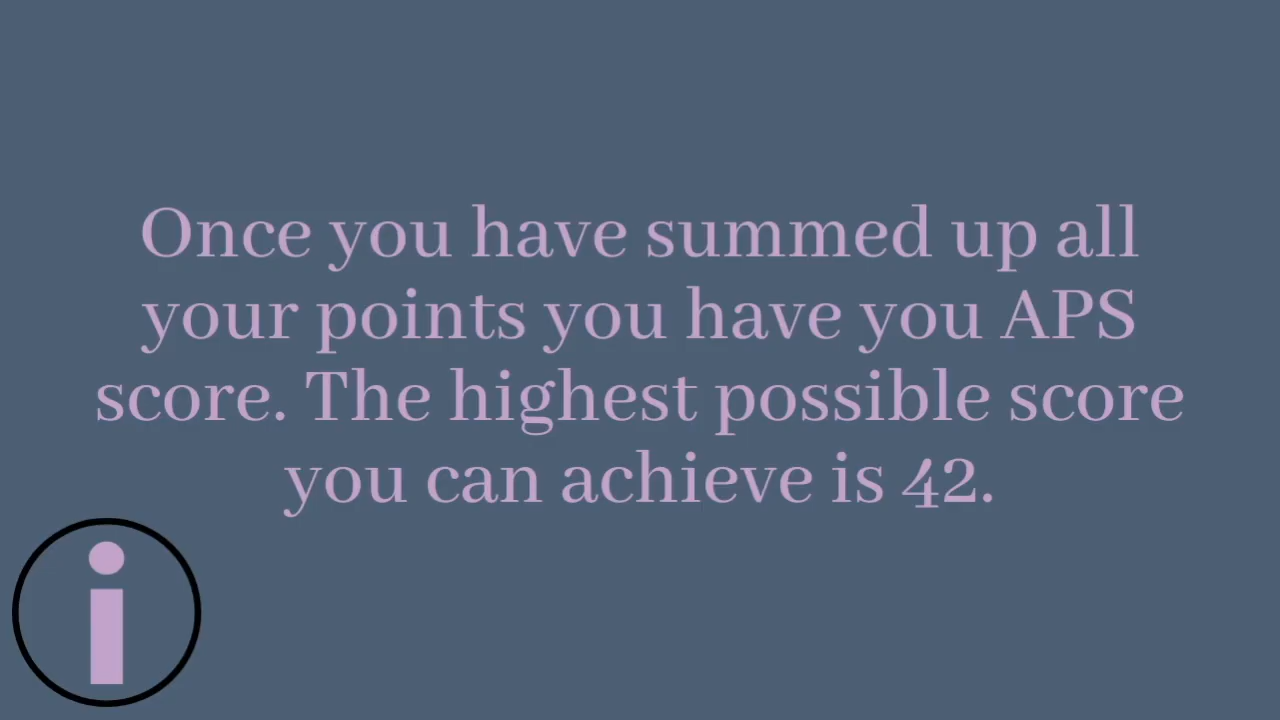 Once you have summed up all
your points you have you APS
score. The highest possible score
you can achieve is 42.
i